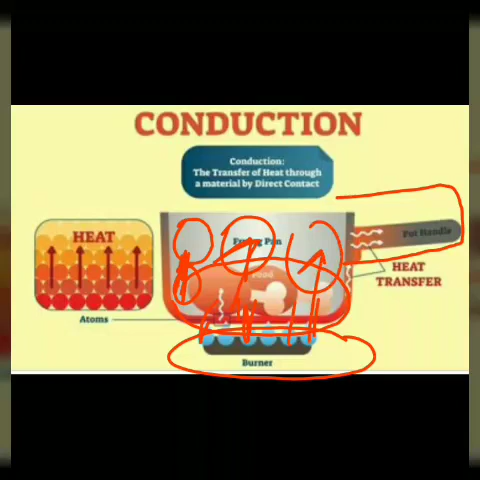 CONDUCTION
Conduction:
The Transfer of Heat through
a material by Direct Contact
HEAT
Frying Pan
Pot Handle
Food
HEAT
TRANSFER
Atoms
Burner